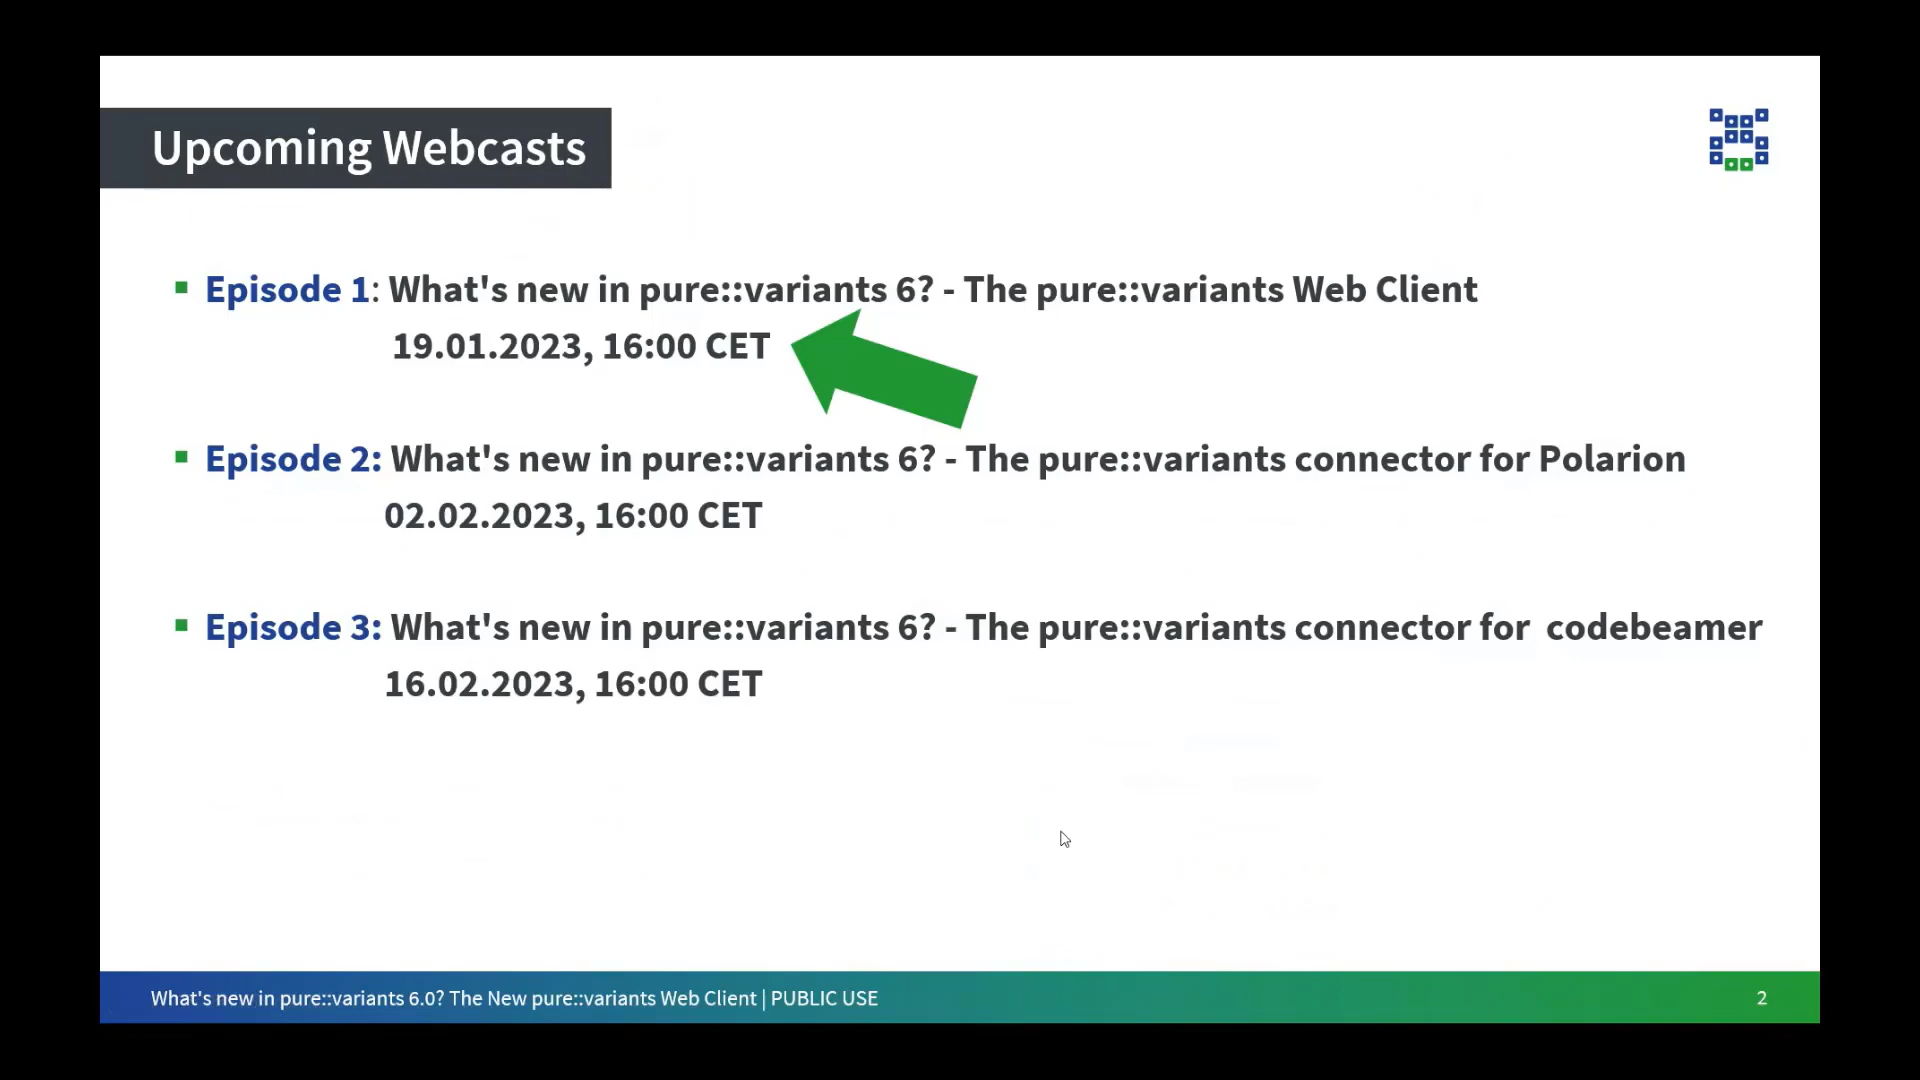 Upcoming Webcasts
Episode 1: What's new in pure::variants 6? - The pure::variants Web Client
19.01.2023, 16:00 CET
Episode 2: What's new in pure::variants 6? - The pure::variants connector for Polarion
02.02.2023, 16:00 CET
Episode 3: What's new in pure::variants 6? - The pure::variants connector for  codebeamer
16.02.2023, 16:00 CET
What's new in pure::variants 6.0? The New pure::variants Web Client | PUBLIC USE
2